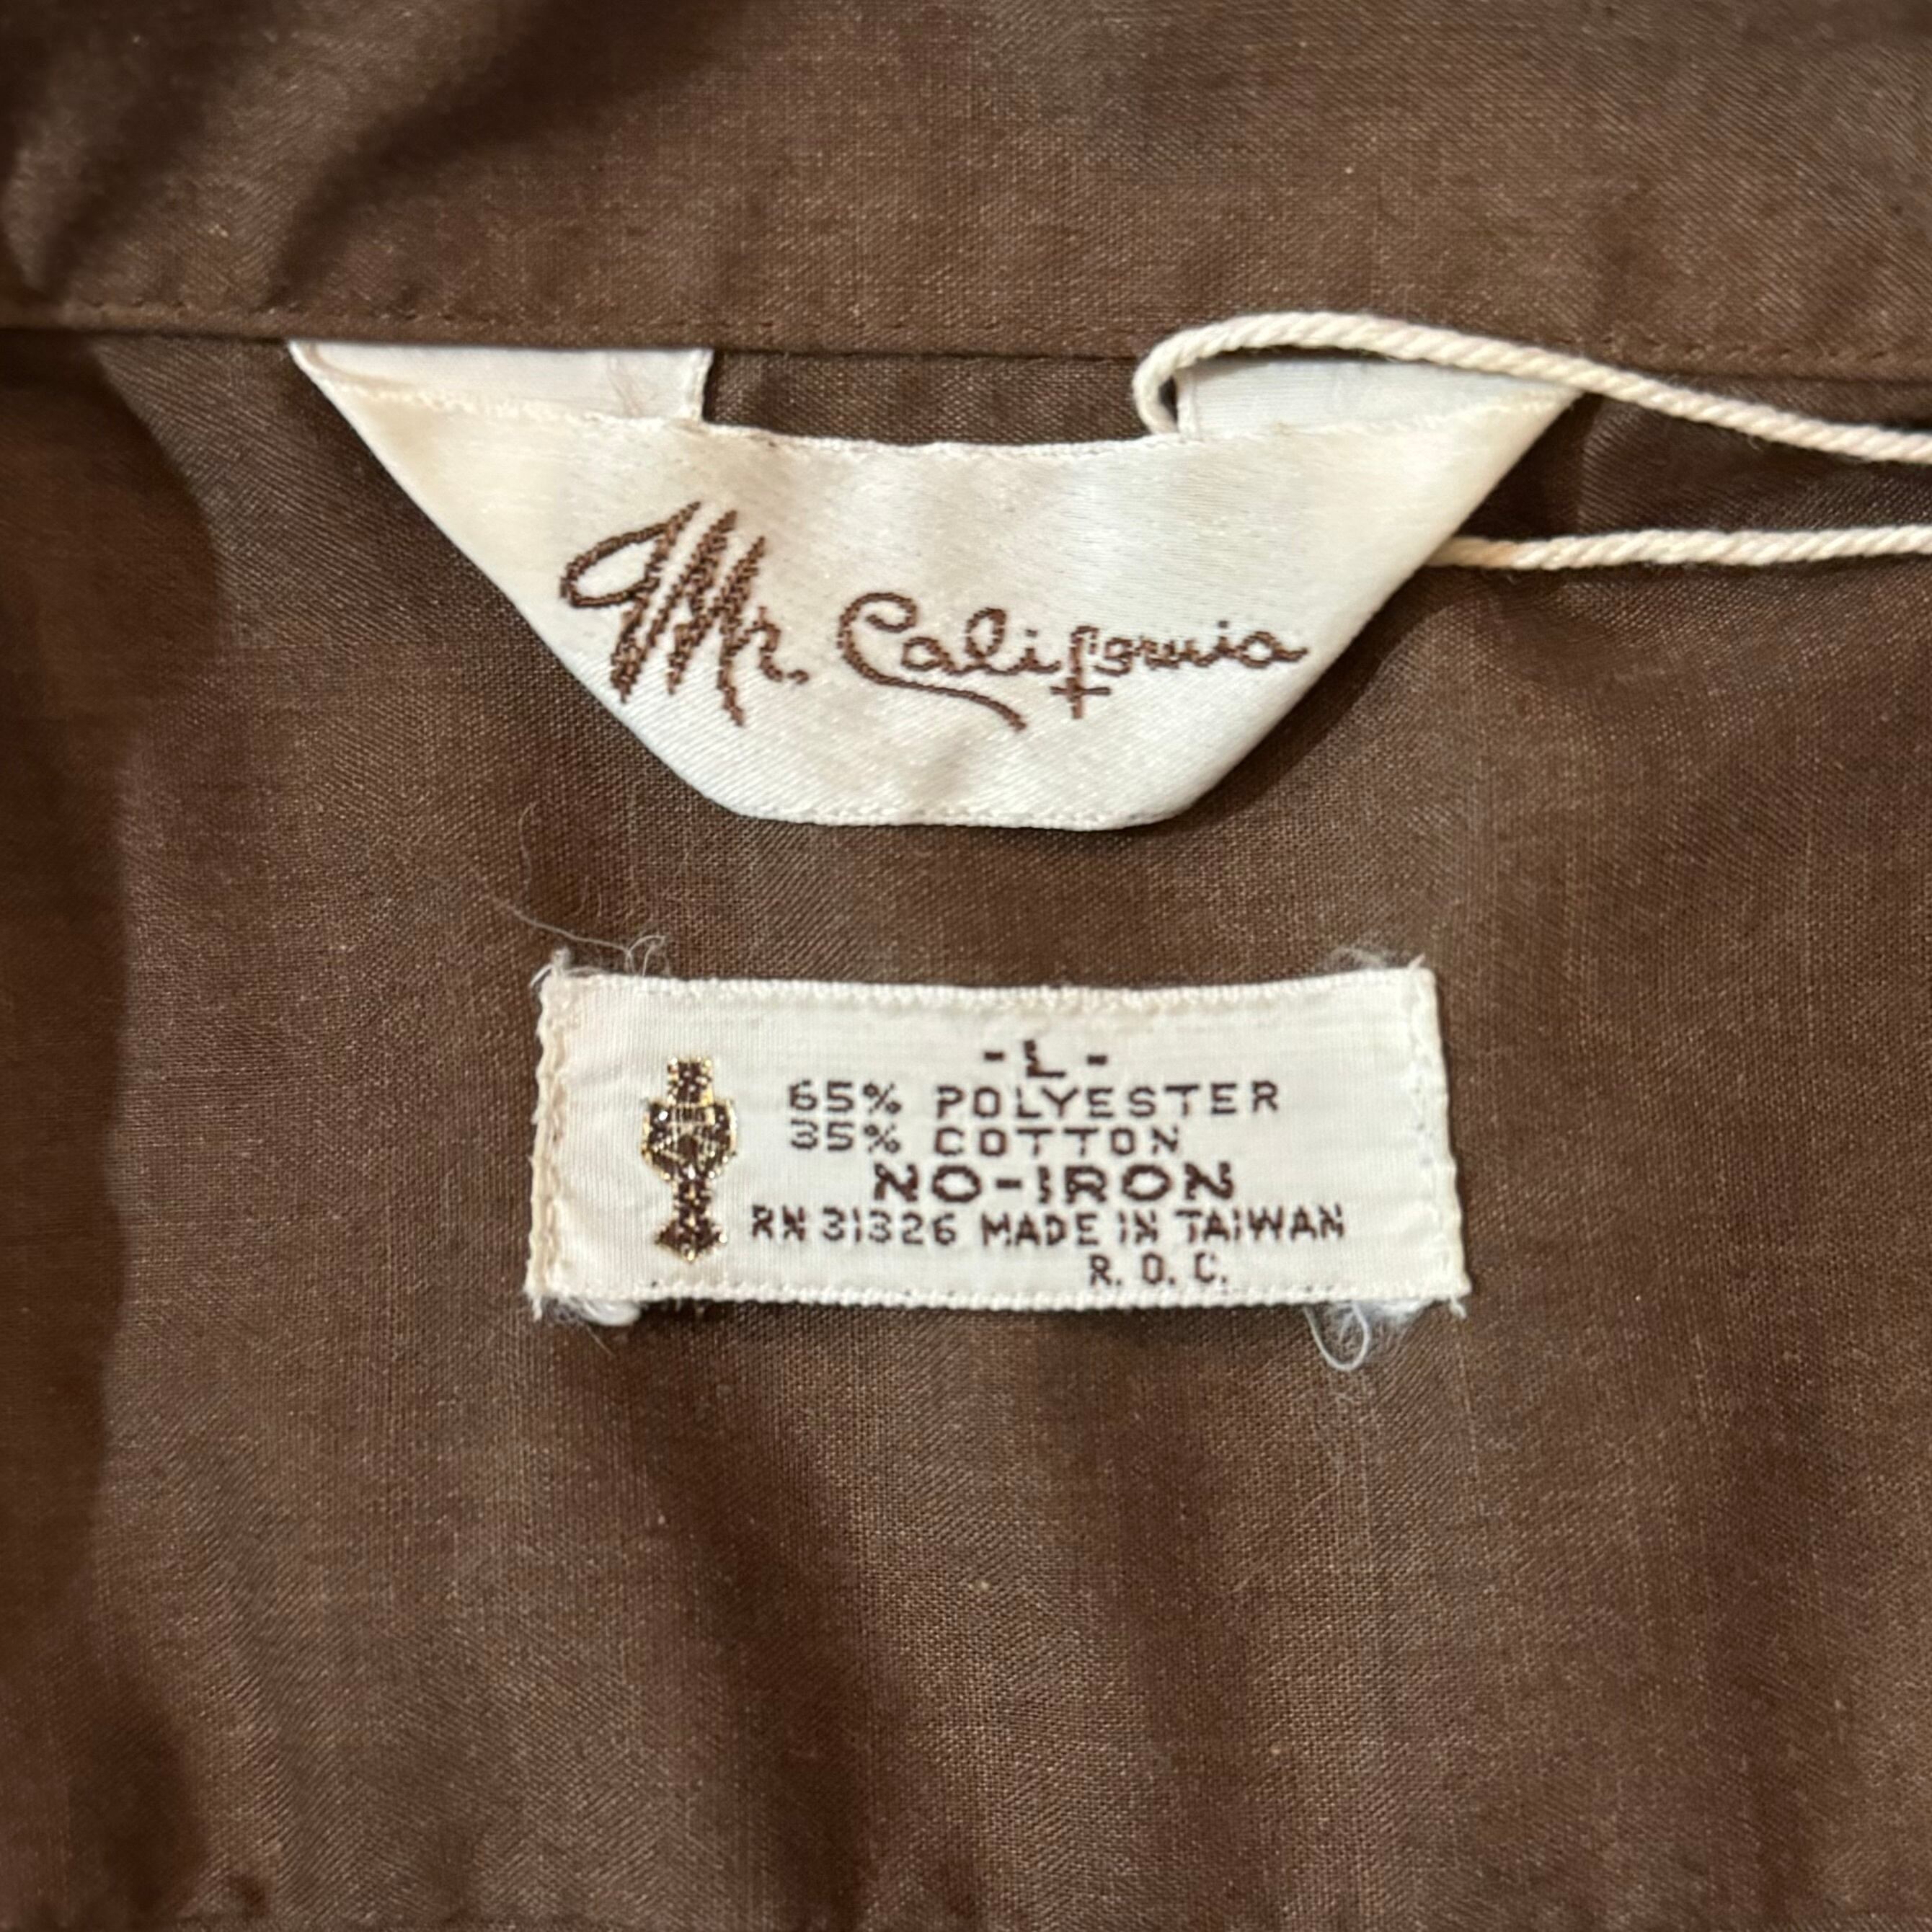 Mr. California
- L -
65% POLYESTER
35% COTTON
NO-IRON
RN 31326 MADE IN TAIWAN
R. O. C.